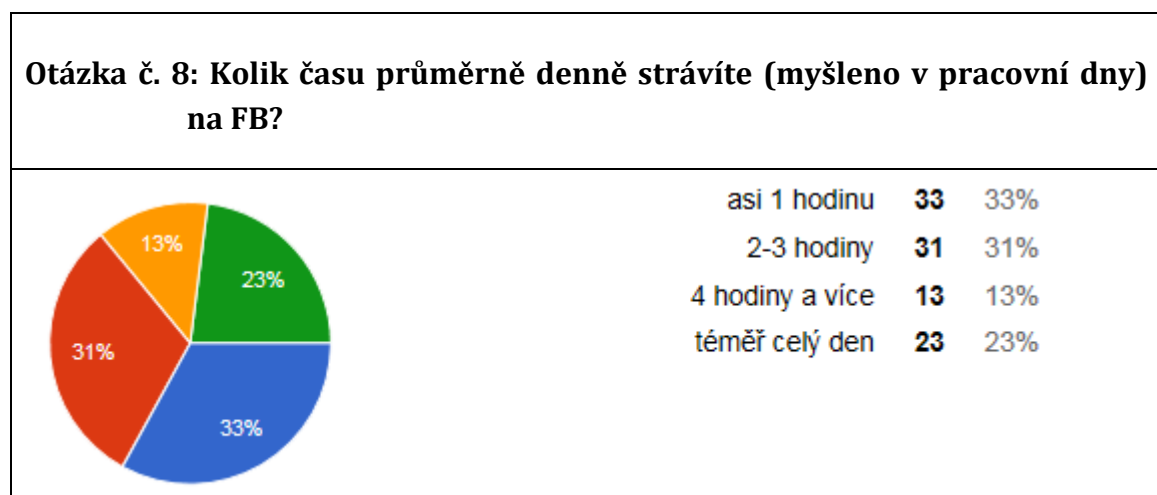 Otázka č. 8: Kolik času průměrně denně strávíte (myšleno v pracovní dny)
na FB?
asi 1 hodinu 33 33%
2-3 hodiny 31 31%
4 hodiny a více 13 13%
téměř celý den 23 23%
13%
23%
31%
33%